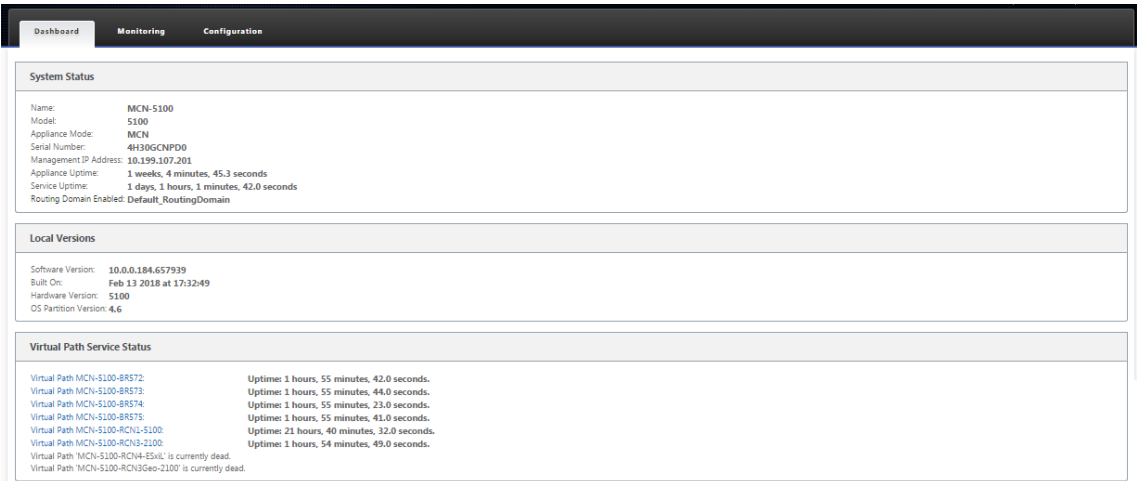 Dashboard Monitoring Configuration
System Status
Name: MCN-5100
Model: 5100
Appliance Mode: MCN
Serial Number: 4H30GCNPD0
Management IP Address: 10.199.107.201
Appliance Uptime: 1 weeks, 4 minutes, 45.3 seconds
Service Uptime: 1 days, 1 hours, 1 minutes, 42.0 seconds
Routing Domain Enabled: Default_RoutingDomain
Local Versions
Software Version: 10.0.0.184.657939
Built On: Feb 13 2018 at 17:32:49
Hardware Version: 5100
OS Partition Version: 4.6
Virtual Path Service Status
Virtual Path MCN-5100-BR572: Uptime: 1 hours, 55 minutes, 42.0 seconds.
Virtual Path MCN-5100-BR573: Uptime: 1 hours, 55 minutes, 44.0 seconds.
Virtual Path MCN-5100-BR574: Uptime: 1 hours, 55 minutes, 23.0 seconds.
Virtual Path MCN-5100-BR575: Uptime: 1 hours, 55 minutes, 41.0 seconds.
Virtual Path MCN-5100-RCN1-5100: Uptime: 21 hours, 40 minutes, 32.0 seconds.
Virtual Path MCN-5100-RCN3-2100: Uptime: 1 hours, 54 minutes, 49.0 seconds.
Virtual Path 'MCN-5100-RCN4-ESxiL' is currently dead.
Virtual Path 'MCN-5100-RCN3Geo-2100' is currently dead.